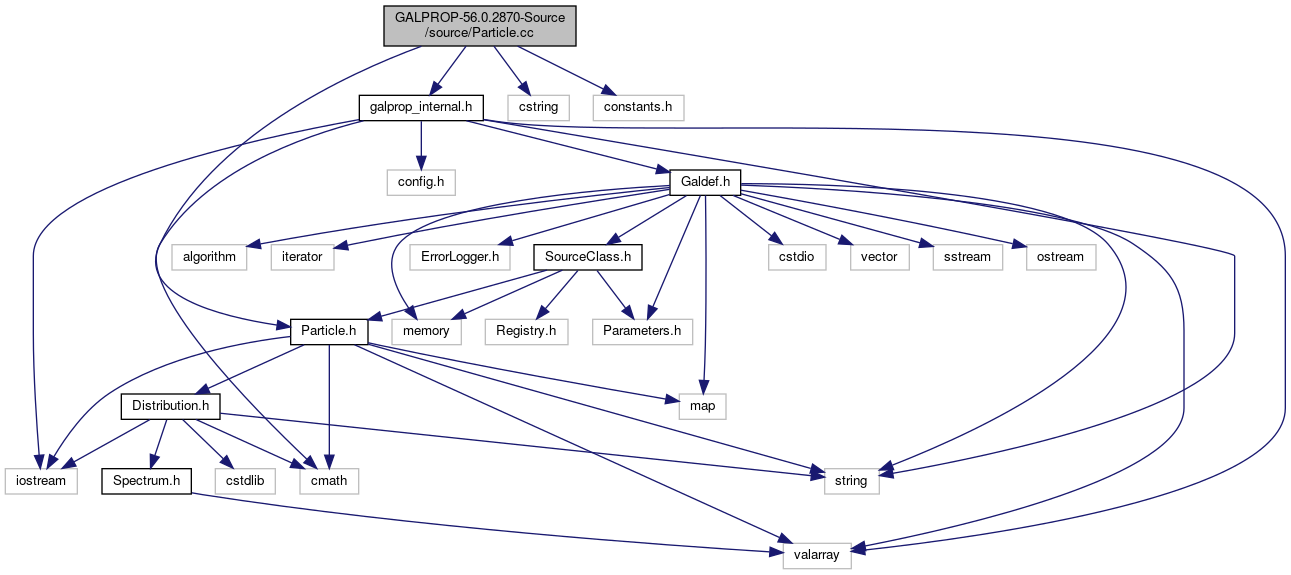 GALPROP-56.0.2870-Source
/source/Particle.cc
galprop_internal.h
cstring
constants.h
config.h
Galdef.h
algorithm
iterator
ErrorLogger.h
SourceClass.h
cstdio
vector
sstream
ostream
Particle.h
memory
Registry.h
Parameters.h
Distribution.h
map
iostream
Spectrum.h
cstdlib
cmath
string
valarray